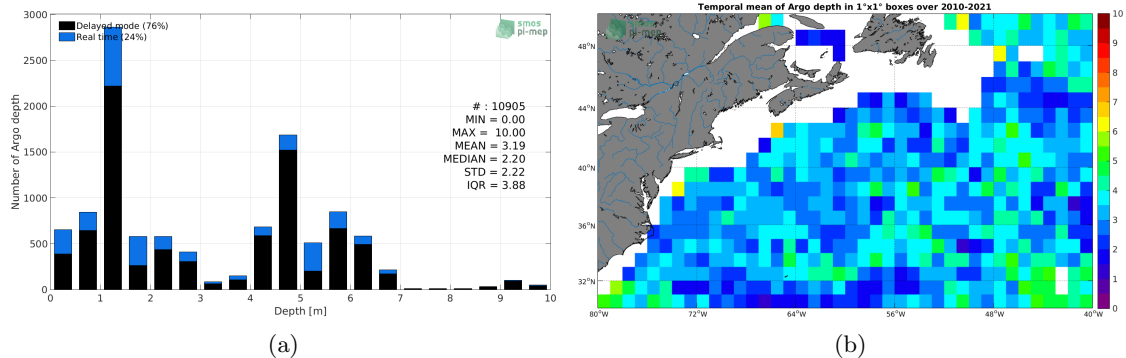 Temporal mean of Argo depth in 1°x1° boxes over 2010-2021
Delayed mode (76%)
Real time (24%)
smos
pi-mep
# : 10905
MIN = 0.00
MAX = 10.00
MEAN = 3.19
MEDIAN = 2.20
STD = 2.22
IQR = 3.88
Number of Argo depth
3000
2500
2000
1500
1000
500
0
0 1 2 3 4 5 6 7 8 9 10
Depth [m]
(a)
smos
pi-mep
48°N
44°N
40°N
36°N
32°N
80°W 72°W 64°W 56°W 48°W 40°W
10
9
8
7
6
5
4
3
2
1
0
(b)